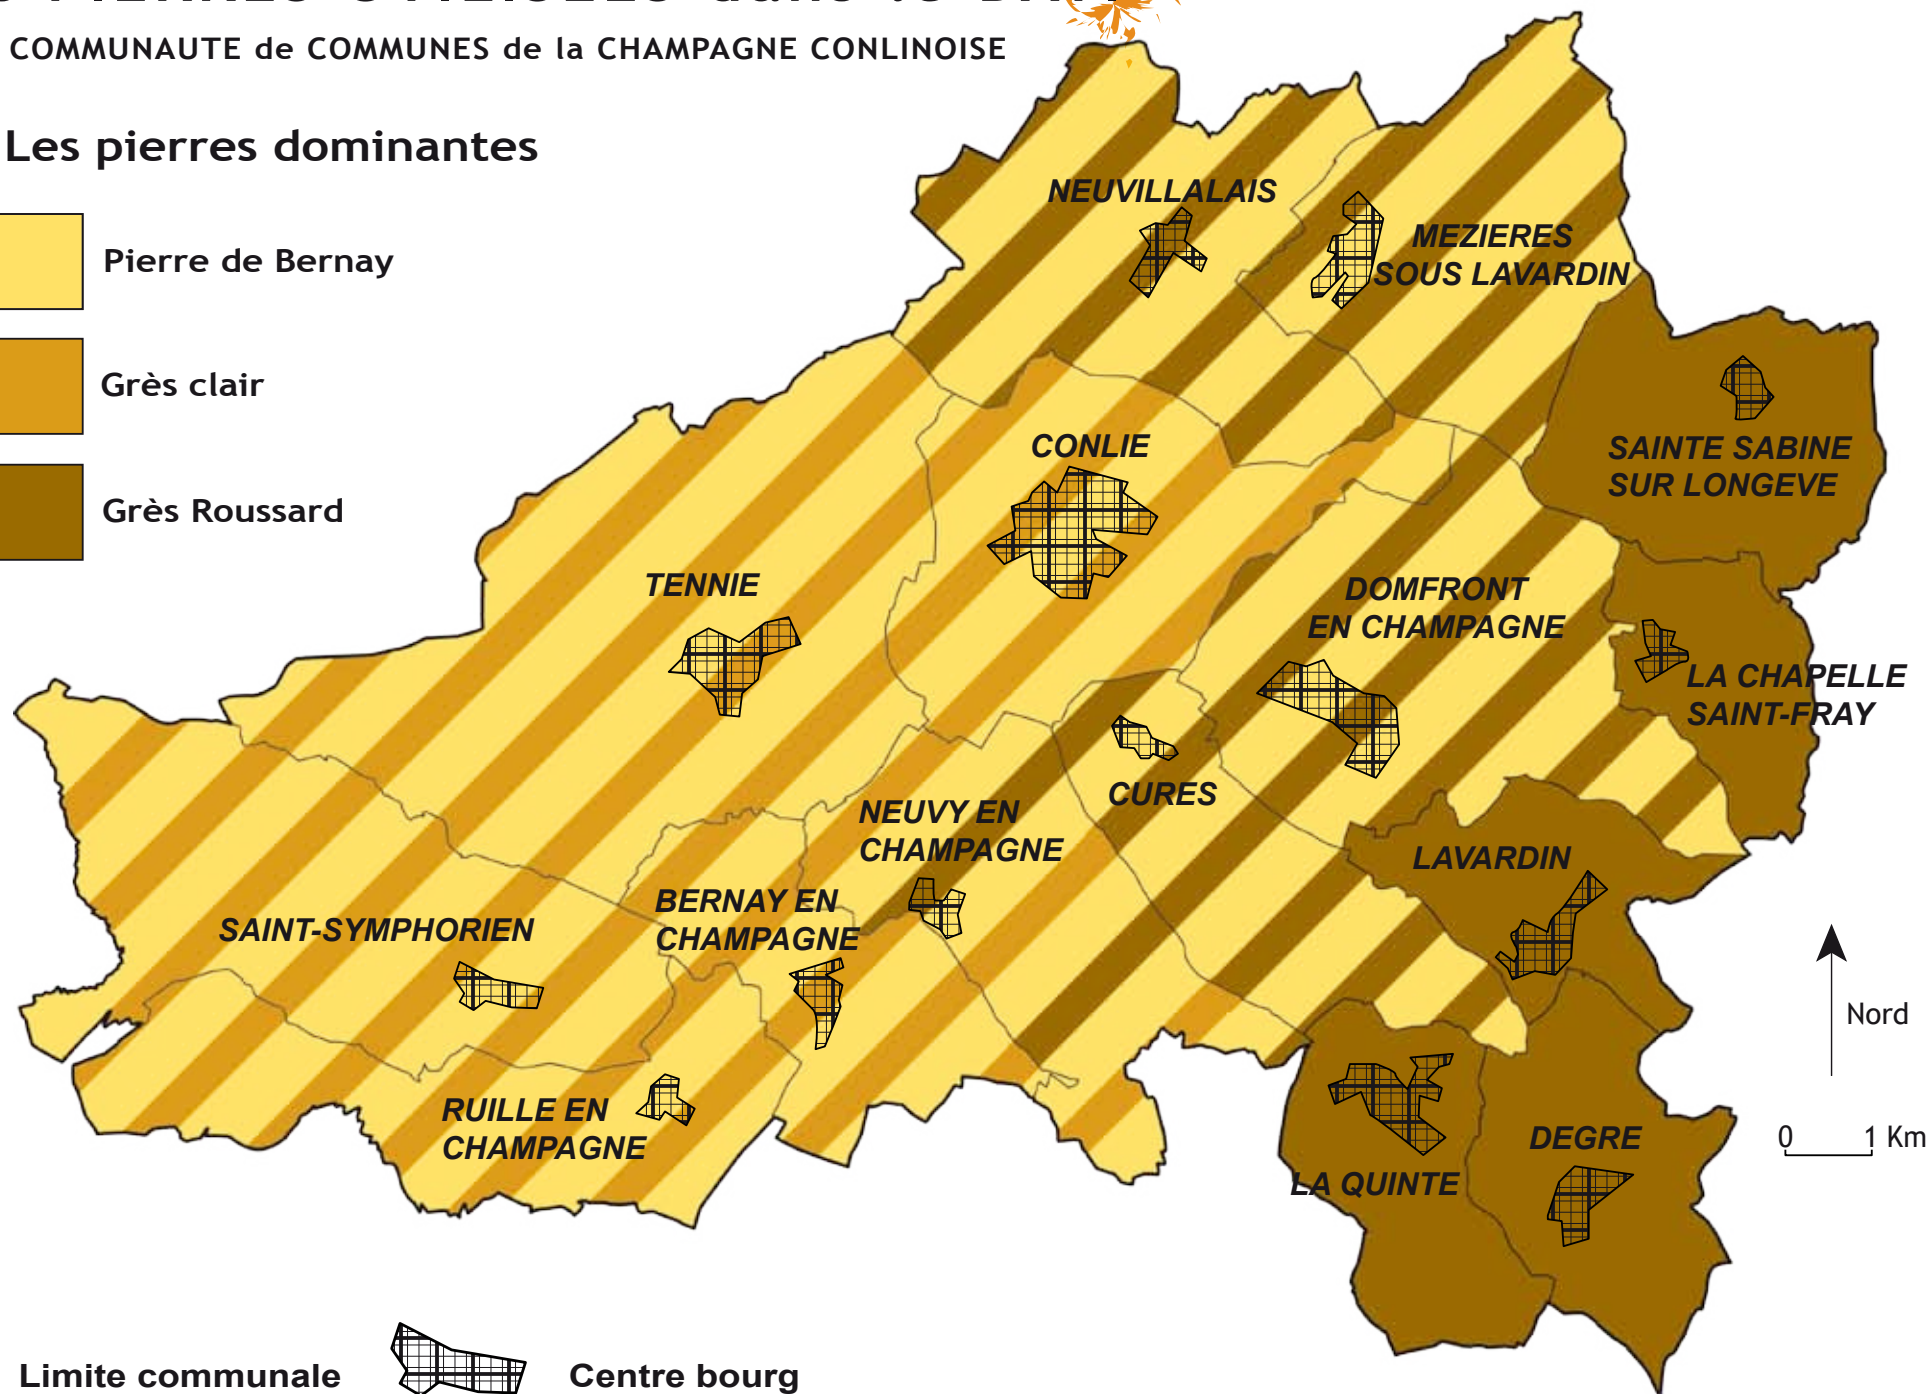 COMMUNAUTE de COMMUNES de la CHAMPAGNE CONLINOISE
Les pierres dominantes
Pierre de Bernay
Grès clair
Grès Roussard
NEUVILLALAIS
MEZIERES
SOUS LAVARDIN
CONLIE
SAINTE SABINE
SUR LONGEVE
TENNIE
DOMFRONT
EN CHAMPAGNE
LA CHAPELLE
SAINT-FRAY
CURES
NEUVY EN
CHAMPAGNE
LAVARDIN
BERNAY EN
CHAMPAGNE
SAINT-SYMPHORIEN
Nord
RUILLE EN
CHAMPAGNE
DEGRE
0 1 Km
LA QUINTE
Limite communale
Centre bourg